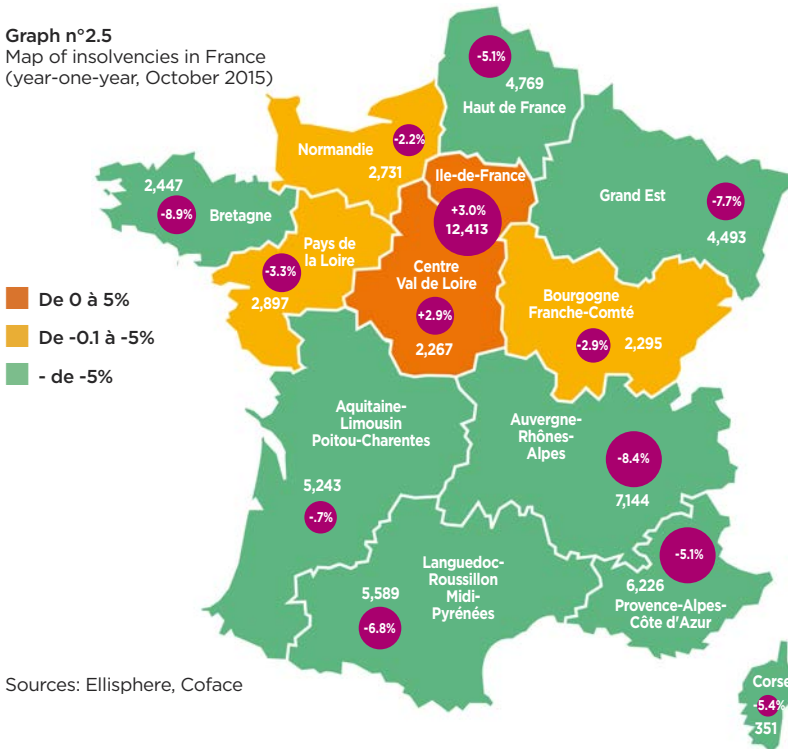 Graph n°2.5
Map of insolvencies in France
(year-one-year, October 2015)
-5.1%
4,769
Haut de France
Normandie
-2.2%
2,731
Ile-de-France
+3.0%
12,413
Grand Est
-7.7%
4,493
2,447
-8.9%
Bretagne
Pays de
la Loire
-3.3%
2,897
Centre
Val de Loire
+2.9%
2,267
Bourgogne
Franche-Comté
-2.9%
2,295
De 0 à 5%
De -0.1 à -5%
- de -5%
Aquitaine-
Limousin
Poitou-Charentes
5,243
-.7%
Auvergne-
Rhônes-
Alpes
-8.4%
7,144
Languedoc-
Roussillon
Midi-
Pyrénées
5,589
-6.8%
-5.1%
6,226
Provence-Alpes-
Côte d'Azur
Corse
-5.4%
351
Sources: Ellisphere, Coface